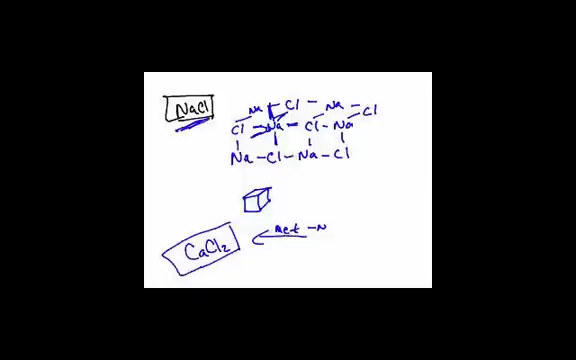 NaCl
Na - Cl - Na - Cl
Cl - Na - Cl - Na
Na - Cl - Na - Cl
met - N
CaCl2